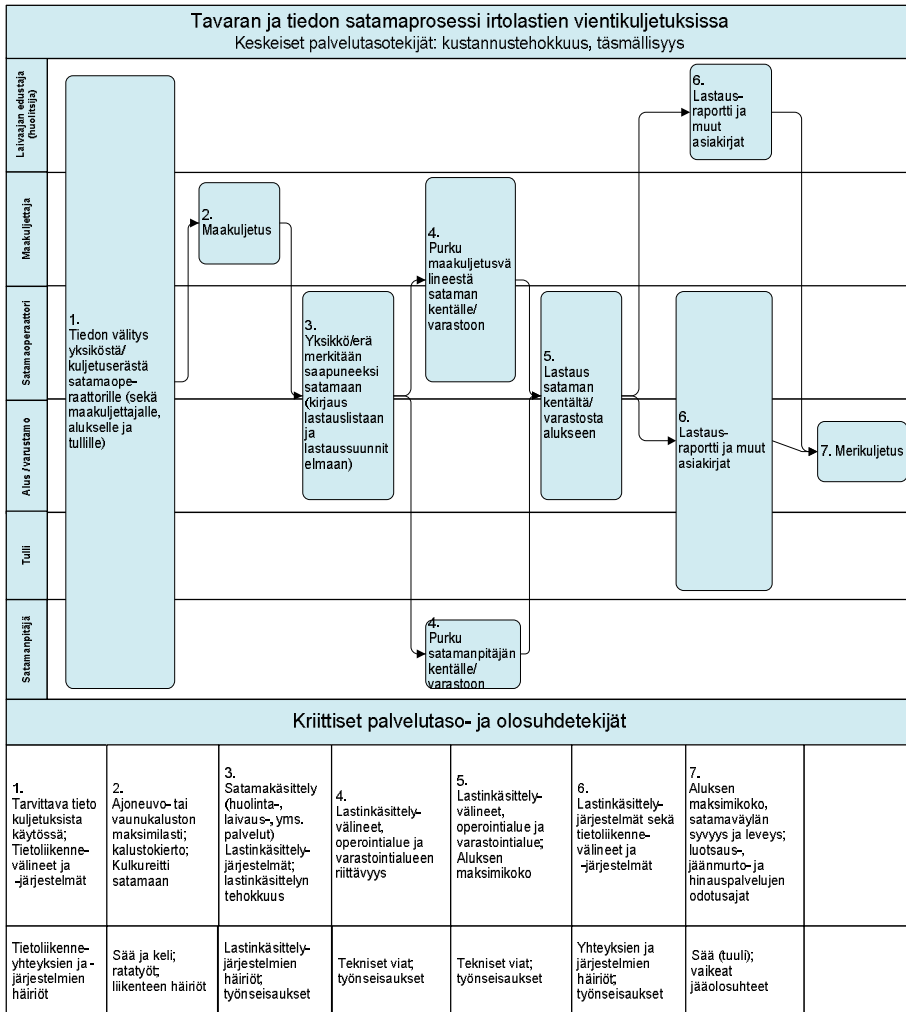 Tavaran ja tiedon satamaprosessi irtolastien vientikuljetuksissa
Keskeiset palvelutasotekijät: kustannustehokkuus, täsmällisyys
Laivaajan edustaja
(huolitsija)
Maakuljettaja
Satamaoperaattori
Alus / varustamo
Tulli
Satamanpitäjä
1.
Tiedon välitys
yksiköstä/
kuljetuserästä
satamaope-
raattorille (sekä
maakuljettajalle,
alukselle ja
tullille)
2.
Maakuljetus
3.
Yksikkö/erä
merkitään
saapuneeksi
satamaan
(kirjaus
lastauslistaan
ja
lastaussuunnit
elmaan)
4.
Purku
maakuljetusvä
lineestä
sataman
kentälle/
varastoon
4.
Purku
satamanpitäjän
kentälle/
varastoon
5.
Lastaus
sataman
kentältä/
varastosta
alukseen
6.
Lastaus-
raportti ja
muut
asiakirjat
6.
Lastaus-
raportti ja muut
asiakirjat
7. Merikuljetus
Kriittiset palvelutaso- ja olosuhdetekijät
1.
Tarvittava tieto
kuljetuksista
käytössä;
Tietoliikenne-
välineet ja
-järjestelmät
2.
Ajoneuvo- tai
vaunukaluston
maksimilasti;
kalustokierto;
Kulkureitti
satamaan
3.
Satamakäsittely
(huolinta-,
laivaus-, yms.
palvelut)
Lastinkäsittely-
järjestelmät;
lastinkäsittelyn
tehokkuus
4.
Lastinkäsittely-
välineet,
operointialue ja
varastointialueen
riittävyys
5.
Lastinkäsittely-
välineet,
operointialue ja
varastointialue;
Aluksen
maksimikoko
6.
Lastinkäsittely-
järjestelmät sekä
tietoliikenne-
välineet ja
-järjestelmät
7.
Aluksen
maksimikoko,
satamaväylän
syvyys ja leveys;
luotsaus-,
jäänmurto- ja
hinauspalvelujen
odotusajat
Tietoliikenne-
yhteyksien ja -
järjestelmien
häiriöt
Sää ja keli;
ratatyöt;
liikenteen häiriöt
Lastinkäsittely-
järjestelmien
häiriöt;
työnseisaukset
Tekniset viat;
työnseisaukset
Tekniset viat;
työnseisaukset
Yhteyksien ja
järjestelmien
häiriöt;
työnseisaukset
Sää (tuuli);
vaikeat
jääolosuhteet